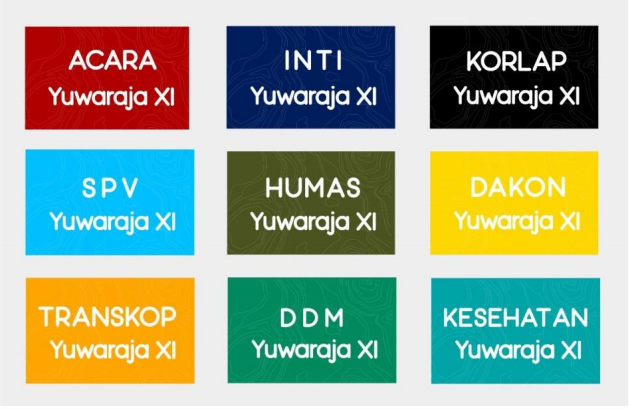 ACARA
Yuwaraja XI
INTI
Yuwaraja XI
KORLAP
Yuwaraja XI
SPV
Yuwaraja XI
HUMAS
Yuwaraja XI
DAKON
Yuwaraja XI
TRANSKOP
Yuwaraja XI
DDM
Yuwaraja XI
KESEHATAN
Yuwaraja XI